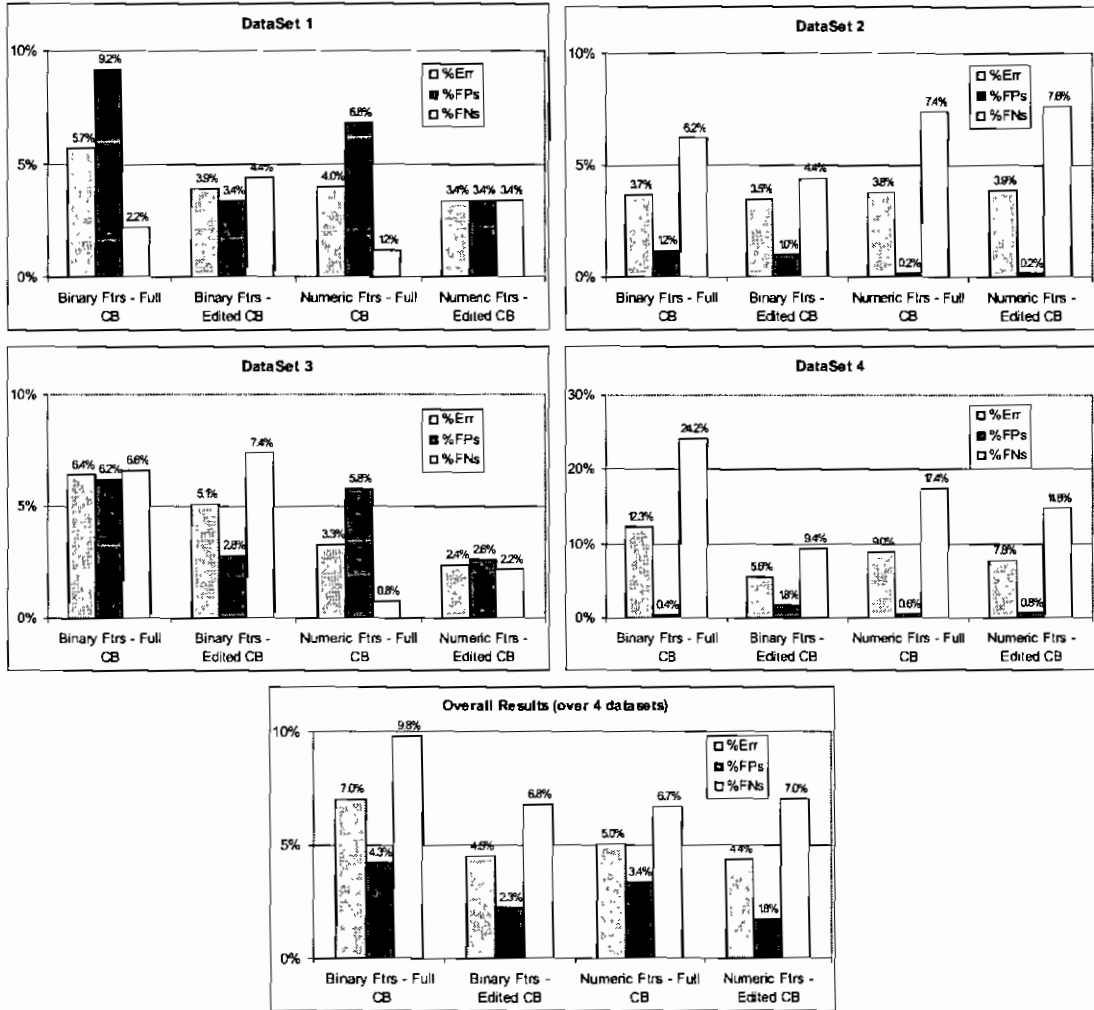 DataSet 1
10%
5%
0%
%Err
%FPs
%FNs
5.7%
9.2%
2.2%
3.9%
3.4%
4.4%
4.0%
6.8%
1.2%
3.4%
3.4%
3.4%
Binary Ftrs - Full CB
Binary Ftrs - Edited CB
Numeric Ftrs - Full CB
Numeric Ftrs - Edited CB
DataSet 2
10%
5%
0%
%Err
%FPs
%FNs
3.7%
1.2%
6.2%
1.0%
4.4%
3.8%
0.2%
7.4%
3.9%
0.2%
7.6%
Binary Ftrs - Full CB
Binary Ftrs - Edited CB
Numeric Ftrs - Full CB
Numeric Ftrs - Edited CB
DataSet 3
10%
5%
0%
%Err
%FPs
%FNs
6.4%
6.2%
6.6%
5.1%
2.8%
7.4%
3.3%
5.8%
0.8%
2.4%
2.6%
2.2%
Binary Ftrs - Full CB
Binary Ftrs - Edited CB
Numeric Ftrs - Full CB
Numeric Ftrs - Edited CB
DataSet 4
30%
20%
10%
0%
%Err
%FPs
%FNs
12.3%
0.4%
24.2%
5.6%
1.8%
9.4%
9.0%
0.6%
17.4%
7.8%
0.8%
14.8%
Binary Ftrs - Full CB
Binary Ftrs - Edited CB
Numeric Ftrs - Full CB
Numeric Ftrs - Edited CB
Overall Results (over 4 datasets)
10%
5%
0%
%Err
%FPs
%FNs
7.0%
4.3%
9.8%
4.5%
2.3%
6.8%
5.0%
3.4%
6.7%
4.4%
1.8%
7.0%
Binary Ftrs - Full CB
Binary Ftrs - Edited CB
Numeric Ftrs - Full CB
Numeric Ftrs - Edited CB